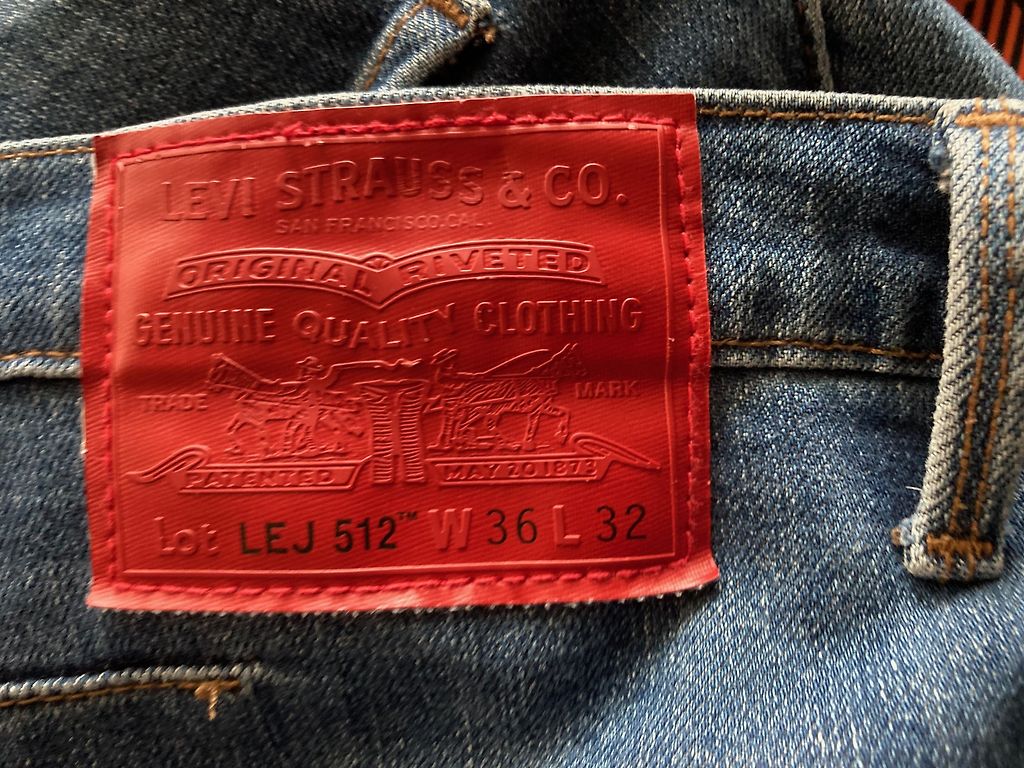 LEVI STRAUSS & CO.
SAN FRANCISCO, CAL.
ORIGINAL RIVETED
GENUINE QUALITY CLOTHING
TRADE MARK
PATENTED MAY 20 1873
Lot LEJ 512™ W 36 L 32